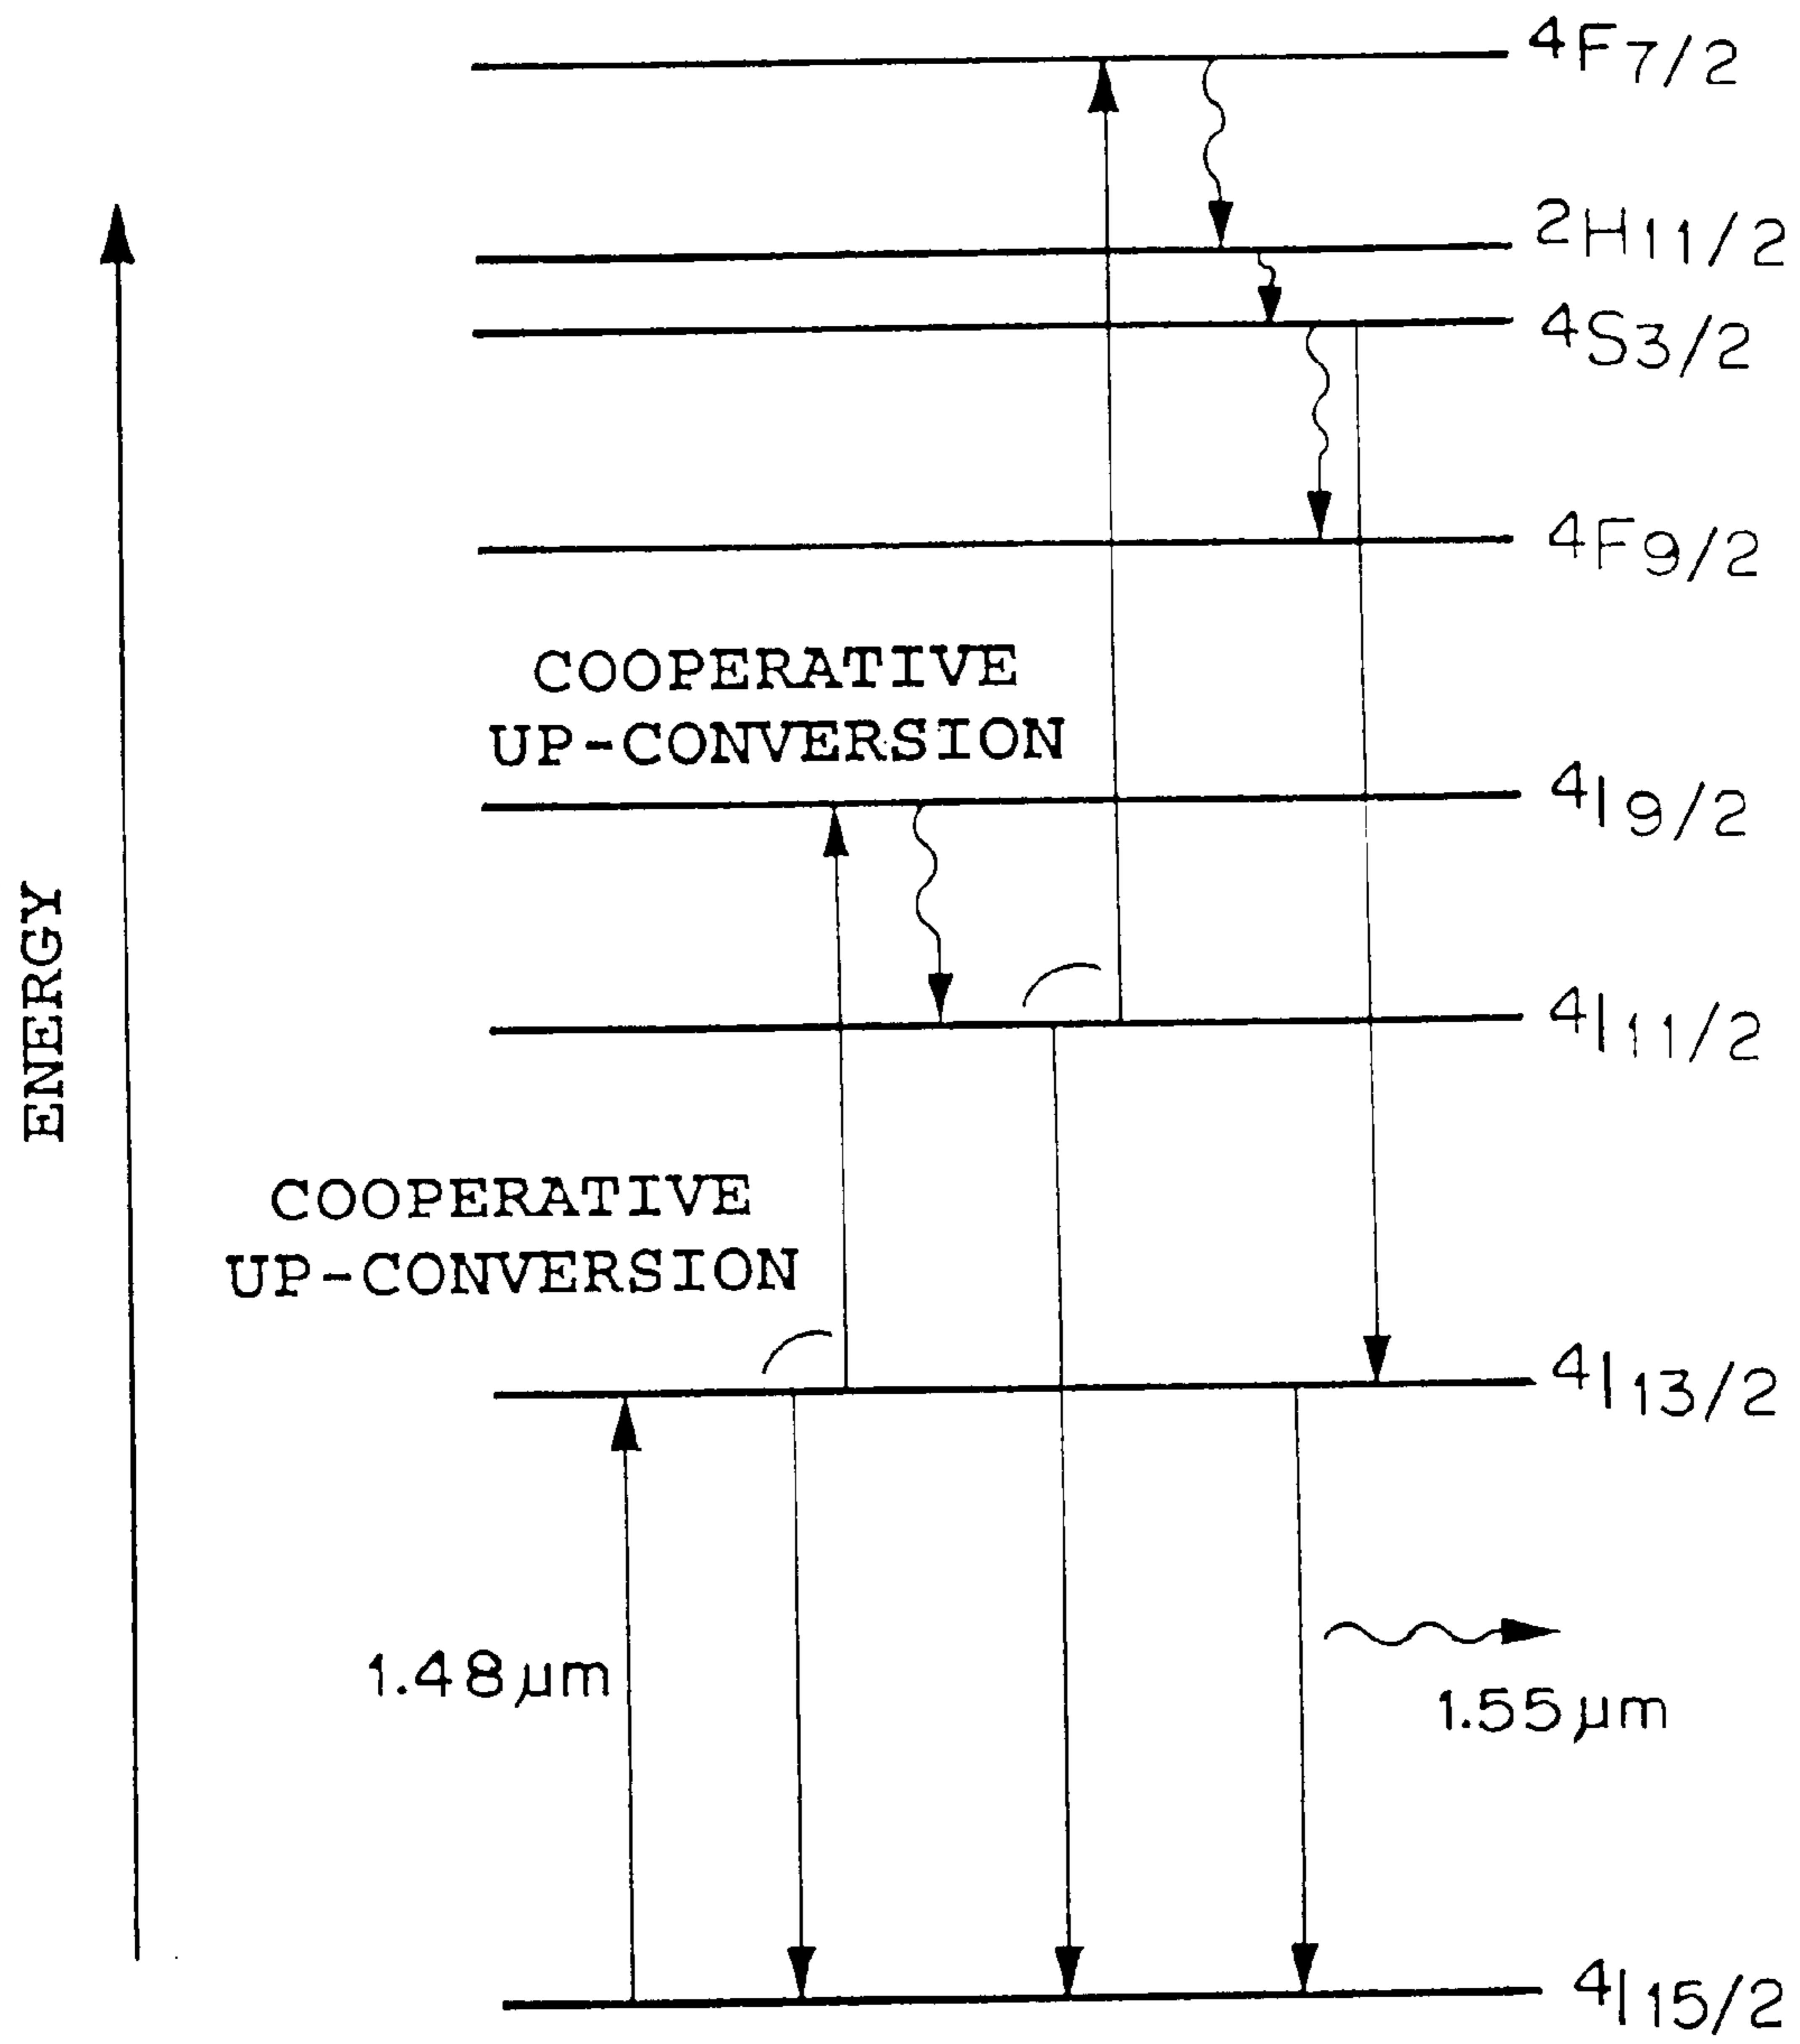 4F7/2
2H11/2
4S3/2
4F9/2
COOPERATIVE
UP-CONVERSION
4I9/2
ENERGY
4I11/2
COOPERATIVE
UP-CONVERSION
4I13/2
1.48µm
1.55µm
4I15/2